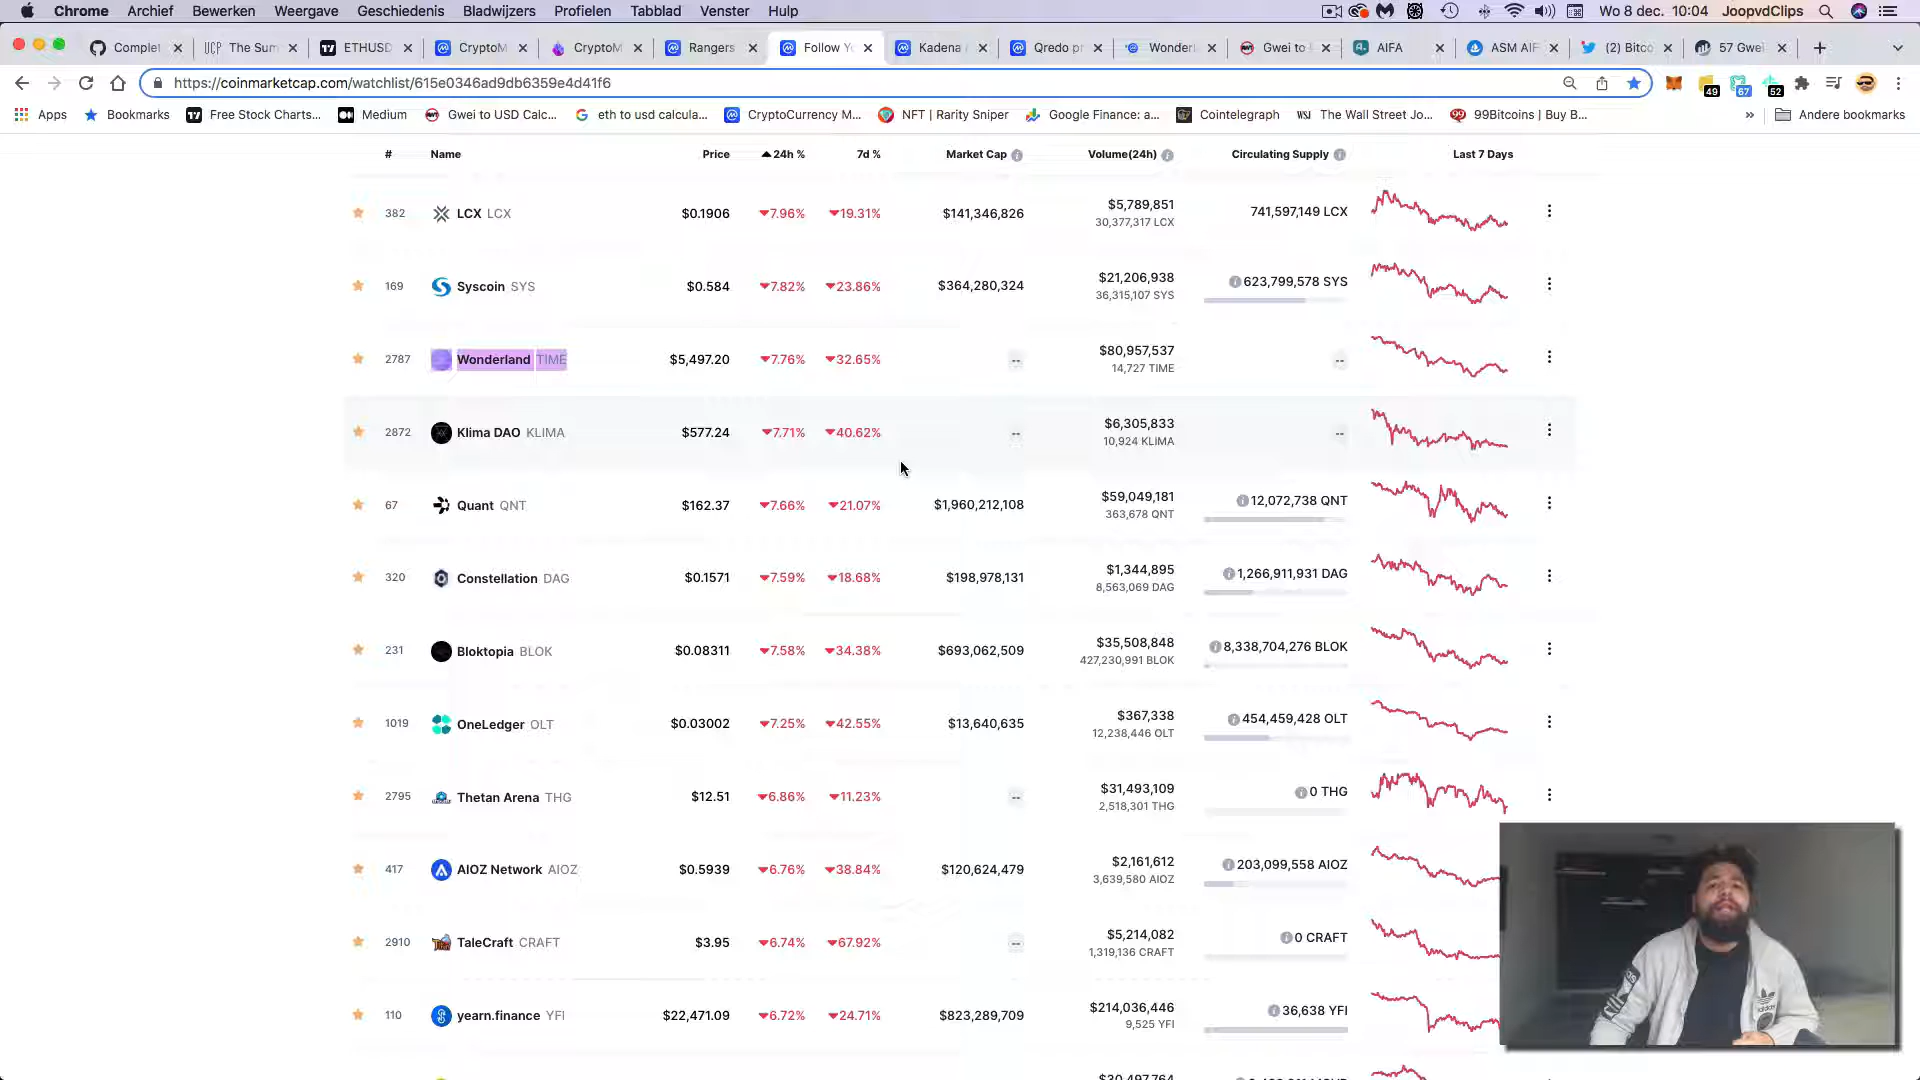 Chrome Archief Bewerken Weergave Geschiedenis Bladwijzers Profielen Tabblad Venster Hulp Wo 8 dec. 10:04 JoopvdClips
Complet The Sum ETHUSD CryptoM CryptoM Rangers Follow Yo Kadena Qredo pr Wonderl Gwei to AIFA ASM AIF (2) Bitco 57 Gwei
https://coinmarketcap.com/watchlist/615e0346ad9db6359e4d41f6 49 67 52
Apps Bookmarks Free Stock Charts... Medium Gwei to USD Calc... eth to usd calcula... CryptoCurrency M... NFT | Rarity Sniper Google Finance: a... Cointelegraph The Wall Street Jo... 99Bitcoins | Buy B... » Andere bookmarks
# Name Price 24h % 7d % Market Cap Volume(24h) Circulating Supply Last 7 Days
382 LCX LCX $0.1906 7.96% 19.31% $141,346,826 $5,789,851 741,597,149 LCX
30,377,317 LCX
169 Syscoin SYS $0.584 7.82% 23.86% $364,280,324 $21,206,938 623,799,578 SYS
36,315,107 SYS
2787 Wonderland TIME $5,497.20 7.76% 32.65% -- $80,957,537 --
14,727 TIME
2872 Klima DAO KLIMA $577.24 7.71% 40.62% -- $6,305,833 --
10,924 KLIMA
67 Quant QNT $162.37 7.66% 21.07% $1,960,212,108 $59,049,181 12,072,738 QNT
363,678 QNT
320 Constellation DAG $0.1571 7.59% 18.68% $198,978,131 $1,344,895 1,266,911,931 DAG
8,563,069 DAG
231 Bloktopia BLOK $0.08311 7.58% 34.38% $693,062,509 $35,508,848 8,338,704,276 BLOK
427,230,991 BLOK
1019 OneLedger OLT $0.03002 7.25% 42.55% $13,640,635 $367,338 454,459,428 OLT
12,238,446 OLT
2795 Thetan Arena THG $12.51 6.86% 11.23% -- $31,493,109 0 THG
2,518,301 THG
417 AIOZ Network AIOZ $0.5939 6.76% 38.84% $120,624,479 $2,161,612 203,099,558 AIOZ
3,639,580 AIOZ
2910 TaleCraft CRAFT $3.95 6.74% 67.92% -- $5,214,082 0 CRAFT
1,319,136 CRAFT
110 yearn.finance YFI $22,471.09 6.72% 24.71% $823,289,709 $214,036,446 36,638 YFI
9,525 YFI